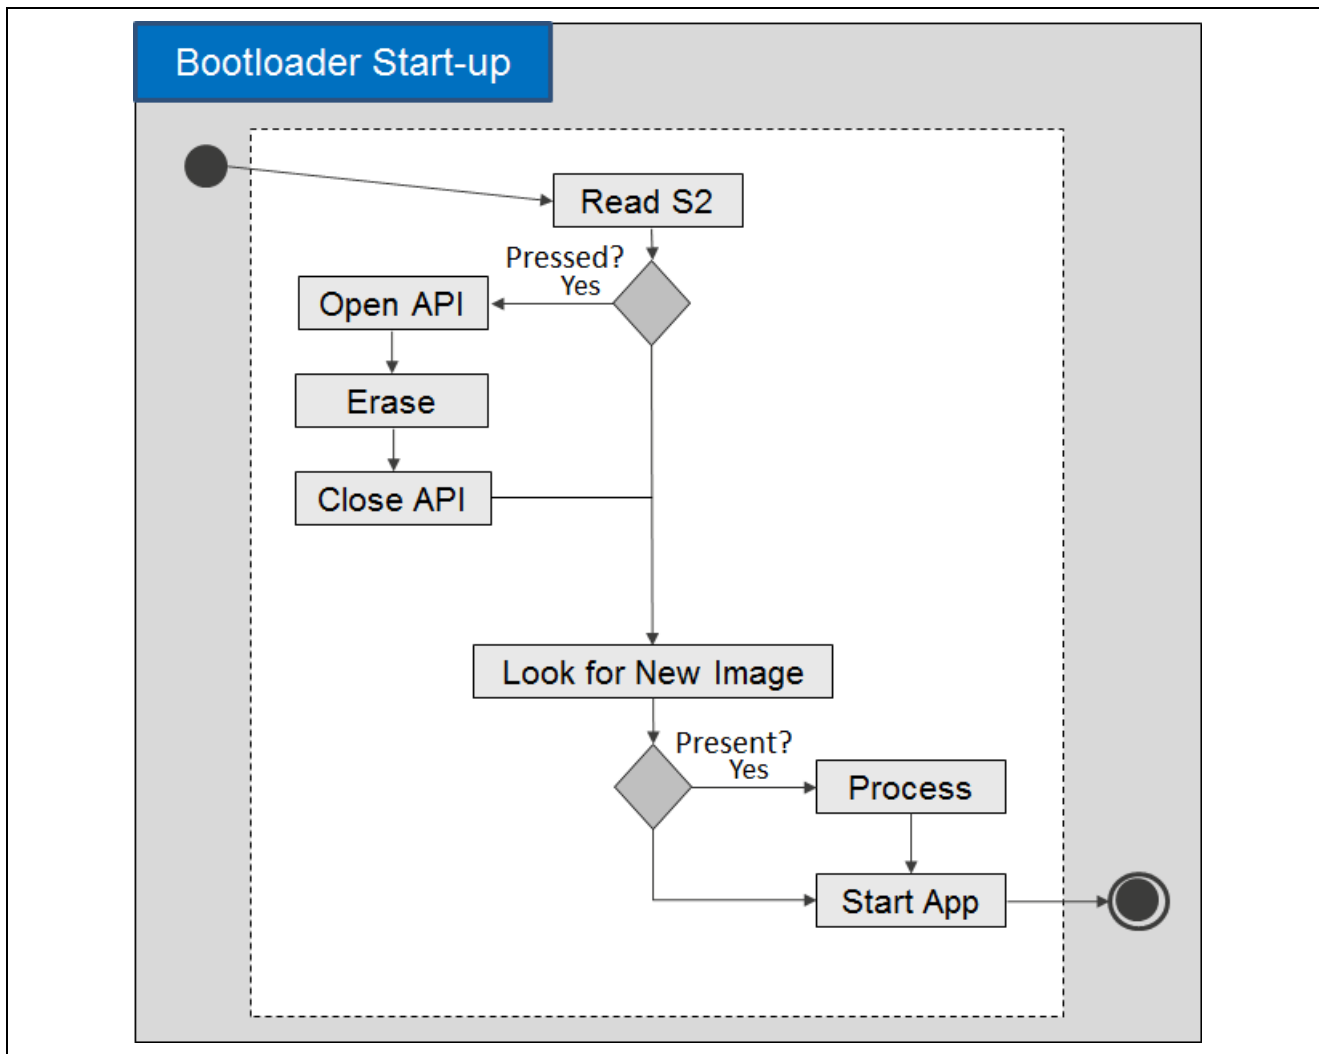 Bootloader Start-up
Read S2
Pressed?
Yes
Open API
Erase
Close API
Look for New Image
Present?
Yes
Process
Start App